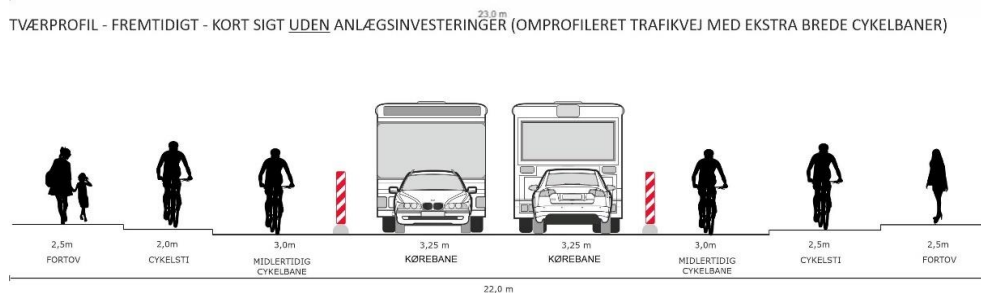 23,0 m
TVÆRPROFIL - FREMTIDIGT - KORT SIGT UDEN ANLÆGSINVESTERINGER (OMPROFILERET TRAFIKVEJ MED EKSTRA BREDE CYKELBANER)
2,5m 2,0m 3,0m 3,25 m 3,25 m 3,0m 2,5m 2,5m
FORTOV CYKELSTI MIDLERTIDIG KØREBANE KØREBANE MIDLERTIDIG CYKELSTI FORTOV
CYKELBANE CYKELBANE
22,0 m